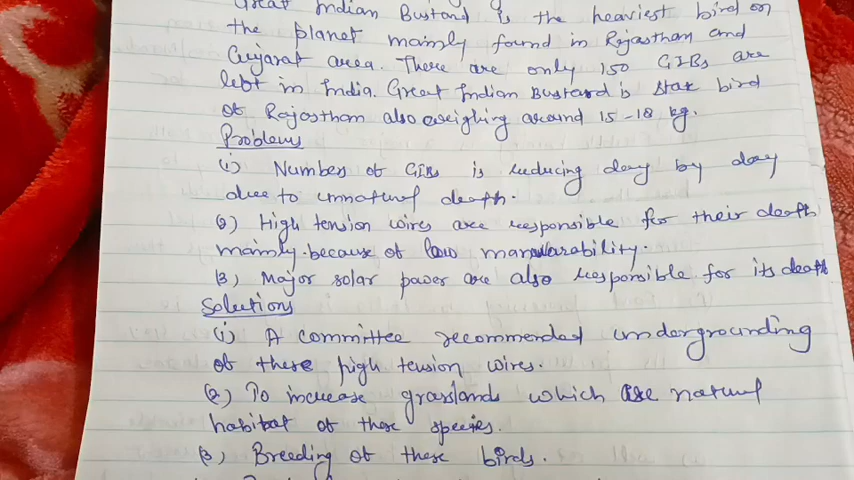 Great Indian Bustard is the heaviest bird on
the planet mainly found in Rajasthan and
Gujarat area. There are only 150 GIBs are
left in India. Great Indian Bustard is state bird
of Rajasthan also weighing around 15-18 kg.
Problems
(1) Numbers of GIBs is reducing day by day
due to unnatural death.
(2) High tension wires are responsible for their death
mainly because of low manuvarability.
(3) Major solar power are also responsible for its death
Solutions
(1) A committee recommended undergrounding
of these high tension wires.
(2) To increase grasslands which are natural
habitat of these species.
(3) Breeding of these birds.